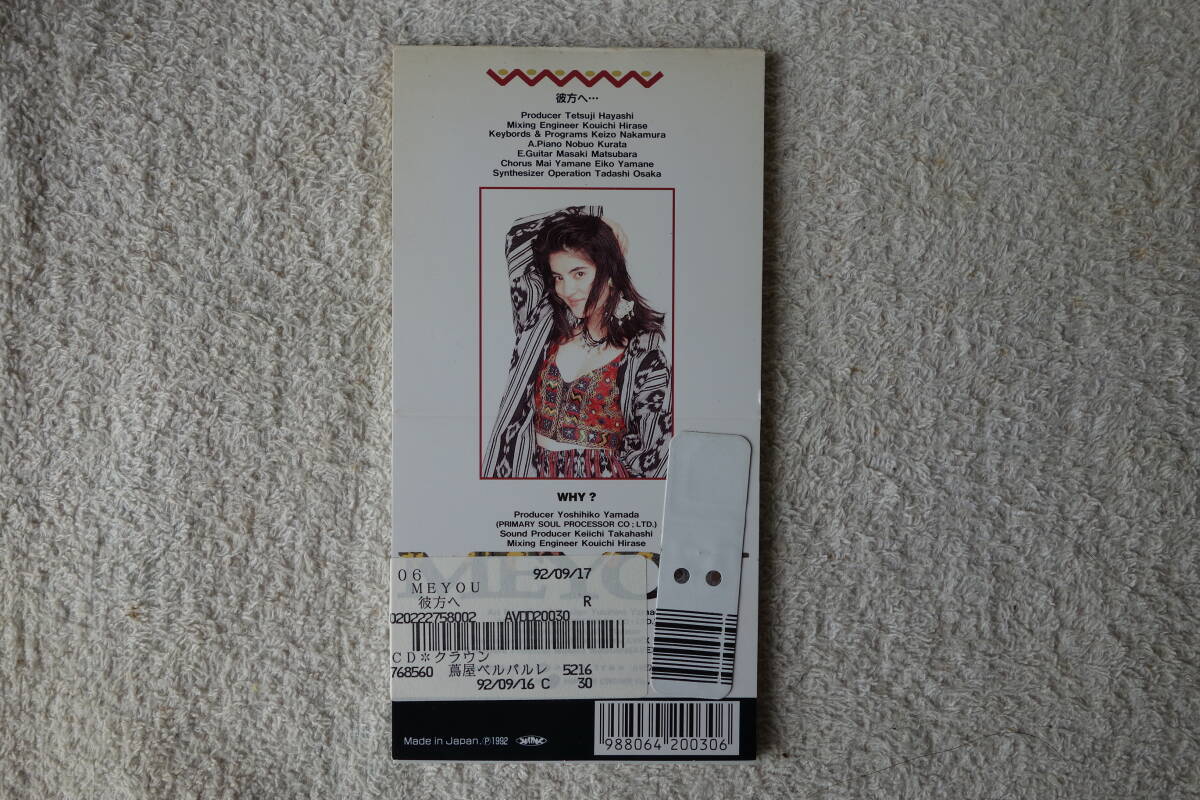 彼方へ…
Producer Tetsuji Hayashi
Mixing Engineer Kouichi Hirase
Keybords & Programs Keizo Nakamura
A.Piano Nobuo Kurata
E.Guitar Masaki Matsubara
Chorus Mai Yamane Eiko Yamane
Synthesizer Operation Tadashi Osaka
WHY ?
Producer Yoshihiko Yamada
(PRIMARY SOUL PROCESSOR CO ; LTD.)
Sound Producer Keiichi Takahashi
Mixing Engineer Kouichi Hirase
MEYO
06 92/09/17
MEYOU
彼方へ R
020222758002 AVDD20030
CD*クラウン
768560 蔦屋ベルパルレ 5216
92/09/16 C 30
Made in Japan. Ⓟ1992
988064 200306